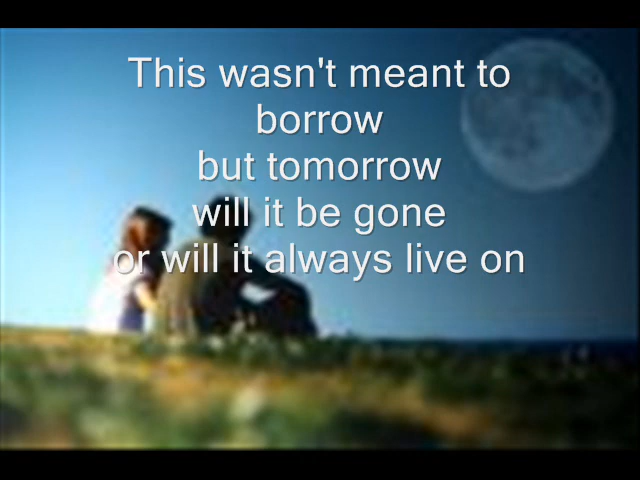 This wasn't meant to
borrow
but tomorrow
will it be gone
or will it always live on